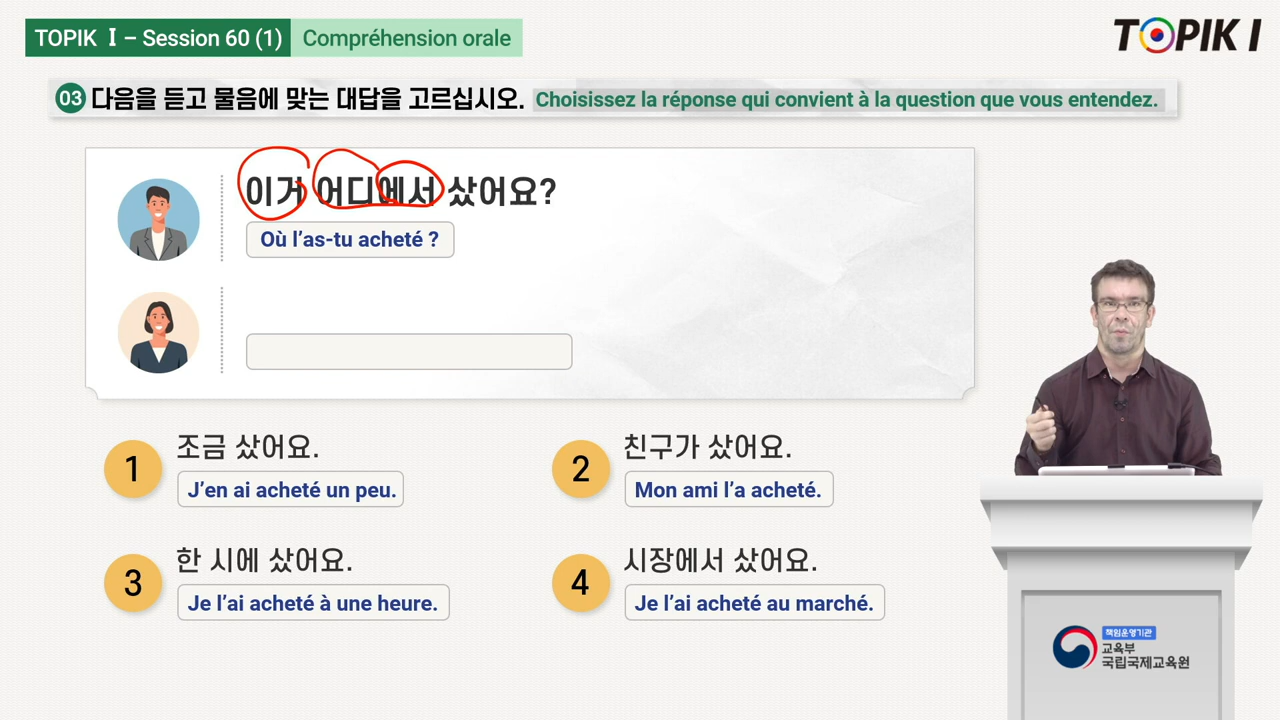 TOPIK Ⅰ – Session 60 (1) Compréhension orale
TOPIK I
03 다음을 듣고 물음에 맞는 대답을 고르십시오. Choisissez la réponse qui convient à la question que vous entendez.
이거 어디에서 샀어요?
Où l’as-tu acheté ?
1 조금 샀어요.
J’en ai acheté un peu.
2 친구가 샀어요.
Mon ami l’a acheté.
3 한 시에 샀어요.
Je l’ai acheté à une heure.
4 시장에서 샀어요.
Je l’ai acheté au marché.
책임운영기관
교육부
국립국제교육원